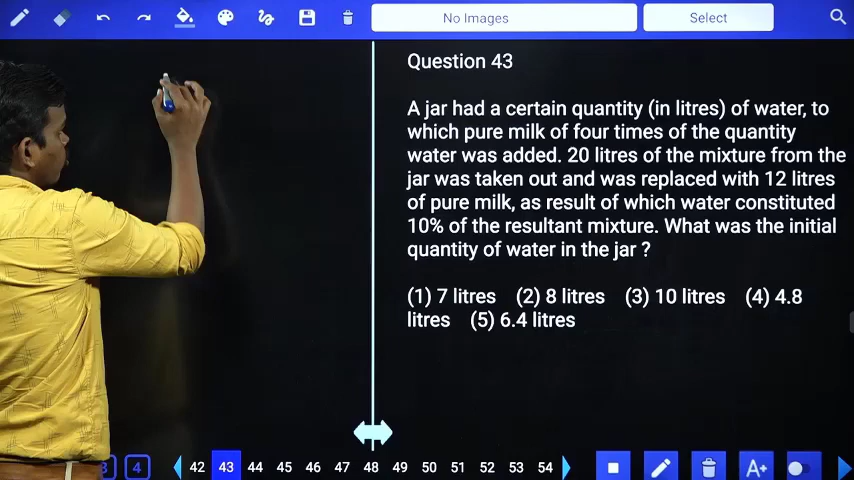 No Images
Select
Question 43
A jar had a certain quantity (in litres) of water, to
which pure milk of four times of the quantity
water was added. 20 litres of the mixture from the
jar was taken out and was replaced with 12 litres
of pure milk, as result of which water constituted
10% of the resultant mixture. What was the initial
quantity of water in the jar ?
(1) 7 litres (2) 8 litres (3) 10 litres (4) 4.8
litres (5) 6.4 litres
3 4 42 43 44 45 46 47 48 49 50 51 52 53 54 A+